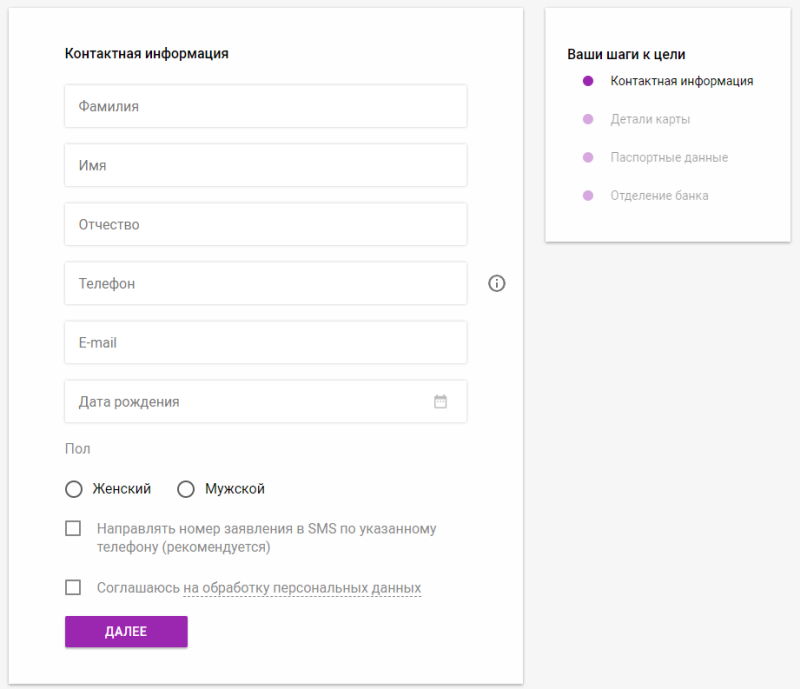 Контактная информация
Фамилия
Имя
Отчество
Телефон
E-mail
Дата рождения
Пол
Женский
Мужской
Направлять номер заявления в SMS по указанному
телефону (рекомендуется)
Соглашаюсь на обработку персональных данных
ДАЛЕЕ
Ваши шаги к цели
Контактная информация
Детали карты
Паспортные данные
Отделение банка